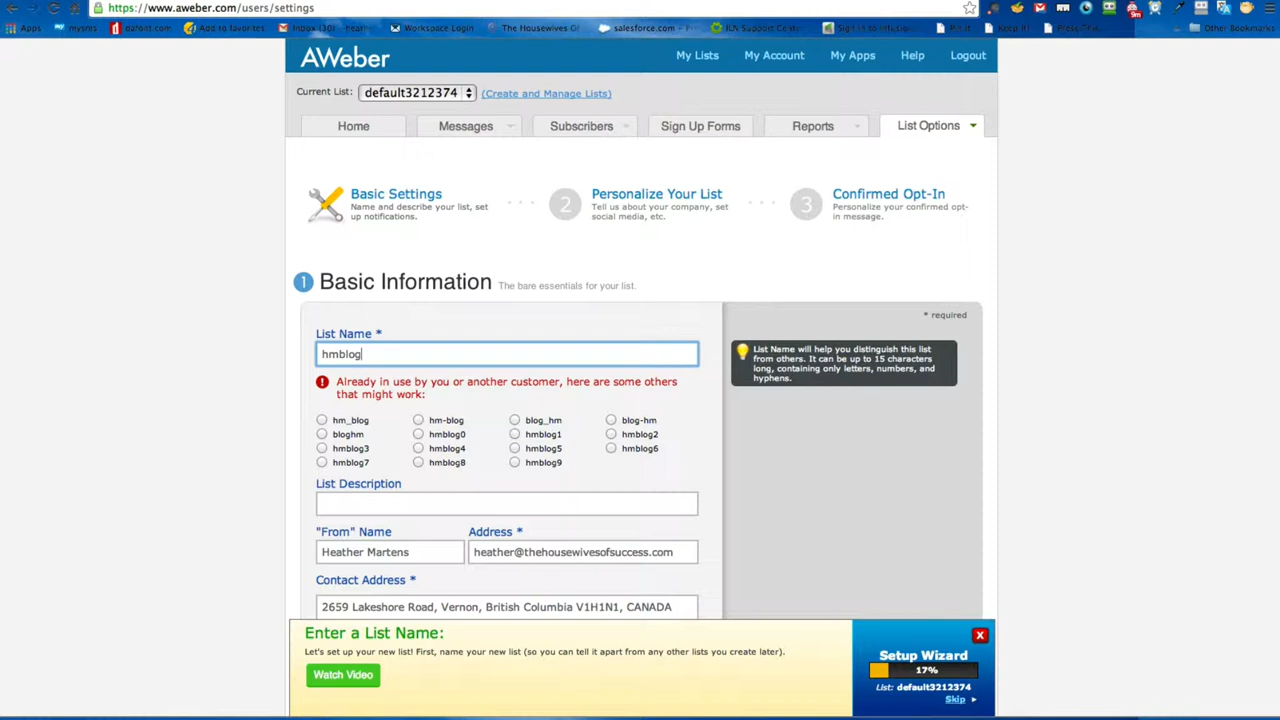 https://www.aweber.com/users/settings
Apps
Add to favorites
Inbox (30)
Workspace Login
The Housewives Of
salesforce.com
Other Bookmarks
AWeber
My Lists My Account My Apps Help Logout
Current List: default3212374 (Create and Manage Lists)
Home Messages Subscribers Sign Up Forms Reports List Options
Basic Settings
Name and describe your list, set
up notifications.
2 Personalize Your List
Tell us about your company, set
social media, etc.
3 Confirmed Opt-In
Personalize your confirmed opt-
in message.
1 Basic Information The bare essentials for your list.
* required
List Name *
hmblog
List Name will help you distinguish this list
from others. It can be up to 15 characters
long, containing only letters, numbers, and
hyphens.
Already in use by you or another customer, here are some others
that might work:
hm_blog hm-blog blog_hm blog-hm
bloghm hmblog0 hmblog1 hmblog2
hmblog3 hmblog4 hmblog5 hmblog6
hmblog7 hmblog8 hmblog9
List Description
"From" Name Address *
Heather Martens heather@thehousewivesofsuccess.com
Contact Address *
2659 Lakeshore Road, Vernon, British Columbia V1H1N1, CANADA
Enter a List Name:
Let's set up your new list! First, name your new list (so you can tell it apart from any other lists you create later).
Watch Video
X
Setup Wizard
17%
List: default3212374
Skip